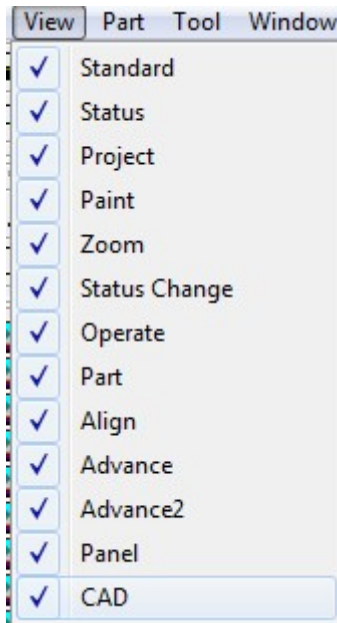 View Part Tool Window
Standard
Status
Project
Paint
Zoom
Status Change
Operate
Part
Align
Advance
Advance2
Panel
CAD